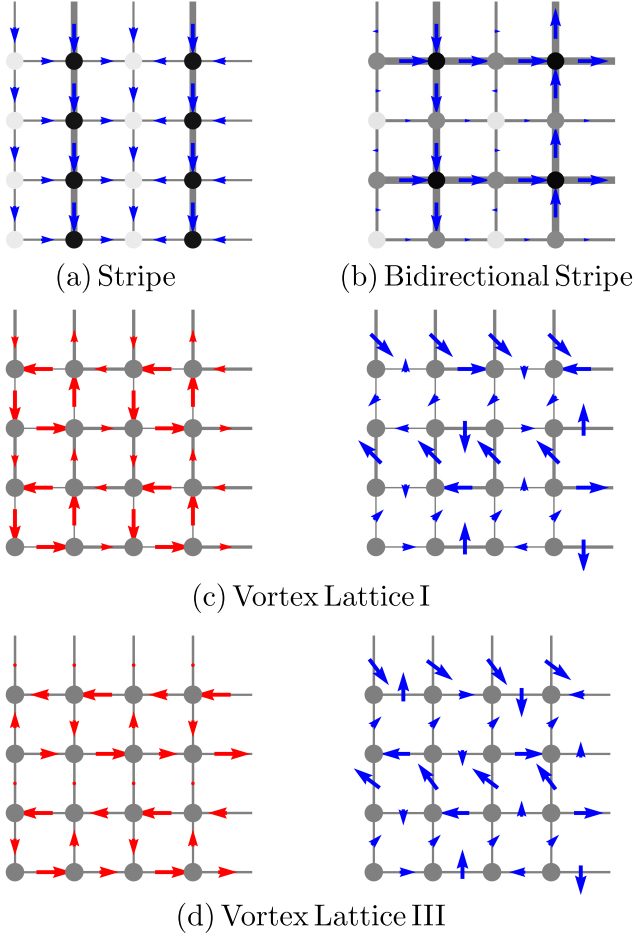 (a) Stripe
(b) Bidirectional Stripe
(c) Vortex Lattice I
(d) Vortex Lattice III